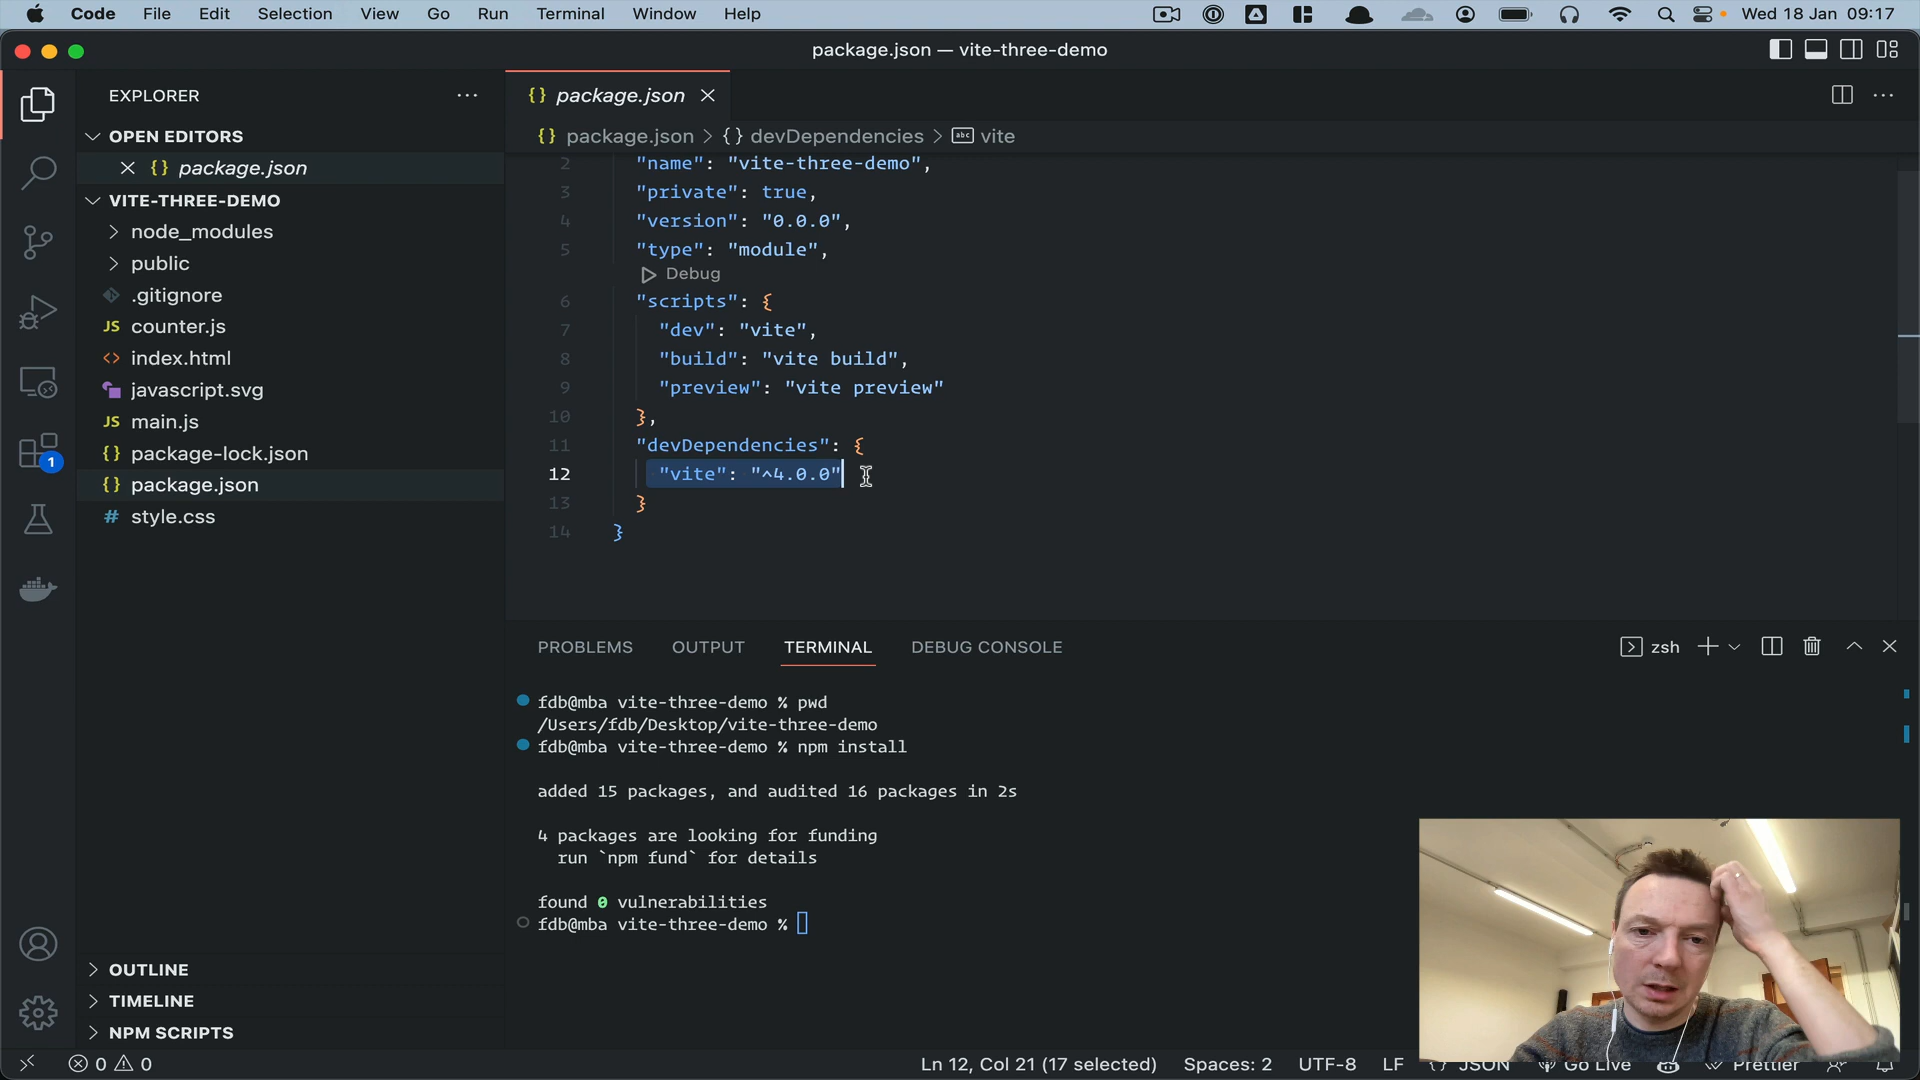 Code File Edit Selection View Go Run Terminal Window Help Wed 18 Jan 09:17
package.json — vite-three-demo
EXPLORER
OPEN EDITORS
{} package.json
VITE-THREE-DEMO
node_modules
public
.gitignore
JS counter.js
<> index.html
javascript.svg
JS main.js
{} package-lock.json
{} package.json
# style.css
OUTLINE
TIMELINE
NPM SCRIPTS
1
{} package.json
{} package.json > {} devDependencies > abc vite
2 "name": "vite-three-demo",
3 "private": true,
4 "version": "0.0.0",
5 "type": "module",
Debug
6 "scripts": {
7 "dev": "vite",
8 "build": "vite build",
9 "preview": "vite preview"
10 },
11 "devDependencies": {
12 "vite": "^4.0.0"
13 }
14 }
PROBLEMS OUTPUT TERMINAL DEBUG CONSOLE zsh
fdb@mba vite-three-demo % pwd
/Users/fdb/Desktop/vite-three-demo
fdb@mba vite-three-demo % npm install
added 15 packages, and audited 16 packages in 2s
4 packages are looking for funding
run `npm fund` for details
found 0 vulnerabilities
fdb@mba vite-three-demo %
0 0 Ln 12, Col 21 (17 selected) Spaces: 2 UTF-8 LF {} JSON Go Live Prettier